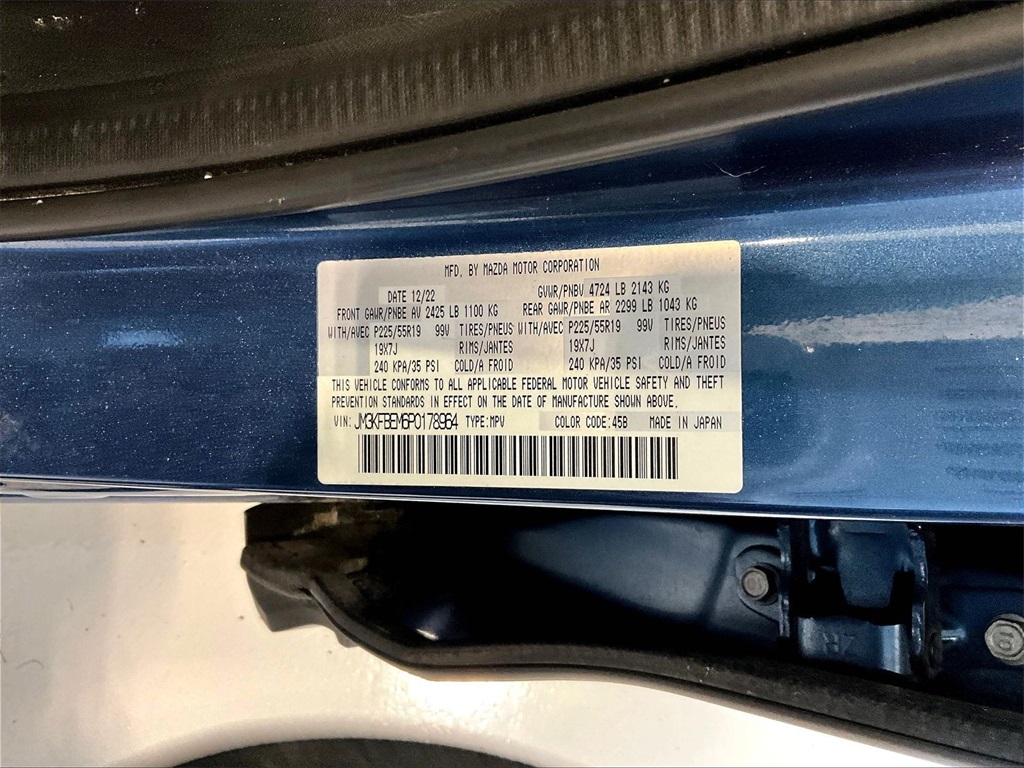 MFD. BY MAZDA MOTOR CORPORATION
DATE 12/22 GVWR/PNBV 4724 LB 2143 KG
FRONT GAWR/PNBE AV 2425 LB 1100 KG REAR GAWR/PNBE AR 2299 LB 1043 KG
WITH/AVEC P225/55R19 99V TIRES/PNEUS WITH/AVEC P225/55R19 99V TIRES/PNEUS
19X7J RIMS/JANTES 19X7J RIMS/JANTES
240 KPA/35 PSI COLD/A FROID 240 KPA/35 PSI COLD/A FROID
THIS VEHICLE CONFORMS TO ALL APPLICABLE FEDERAL MOTOR VEHICLE SAFETY AND THEFT
PREVENTION STANDARDS IN EFFECT ON THE DATE OF MANUFACTURE SHOWN ABOVE.
VIN: JM3KFBEM6P0178964 TYPE:MPV COLOR CODE:45B MADE IN JAPAN